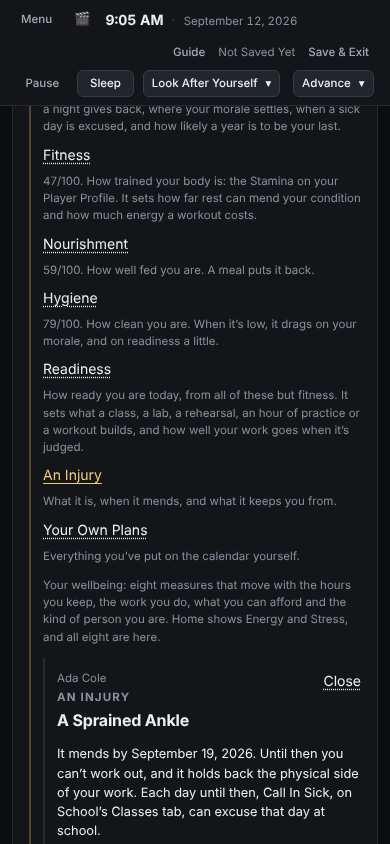 Menu 🎬 9:05 AM · September 12, 2026
Guide Not Saved Yet Save & Exit
Pause Sleep Look After Yourself ▾ Advance ▾
a night gives back, where your morale settles, when a sick
day is excused, and how likely a year is to be your last.
Fitness
47/100. How trained your body is: the Stamina on your
Player Profile. It sets how far rest can mend your condition
and how much energy a workout costs.
Nourishment
59/100. How well fed you are. A meal puts it back.
Hygiene
79/100. How clean you are. When it’s low, it drags on your
morale, and on readiness a little.
Readiness
How ready you are today, from all of these but fitness. It
sets what a class, a lab, a rehearsal, an hour of practice or
a workout builds, and how well your work goes when it’s
judged.
An Injury
What it is, when it mends, and what it keeps you from.
Your Own Plans
Everything you’ve put on the calendar yourself.
Your wellbeing: eight measures that move with the hours
you keep, the work you do, what you can afford and the
kind of person you are. Home shows Energy and Stress,
and all eight are here.
Ada Cole
Close
AN INJURY
A Sprained Ankle
It mends by September 19, 2026. Until then you
can’t work out, and it holds back the physical side
of your work. Each day until then, Call In Sick, on
School’s Classes tab, can excuse that day at
school.